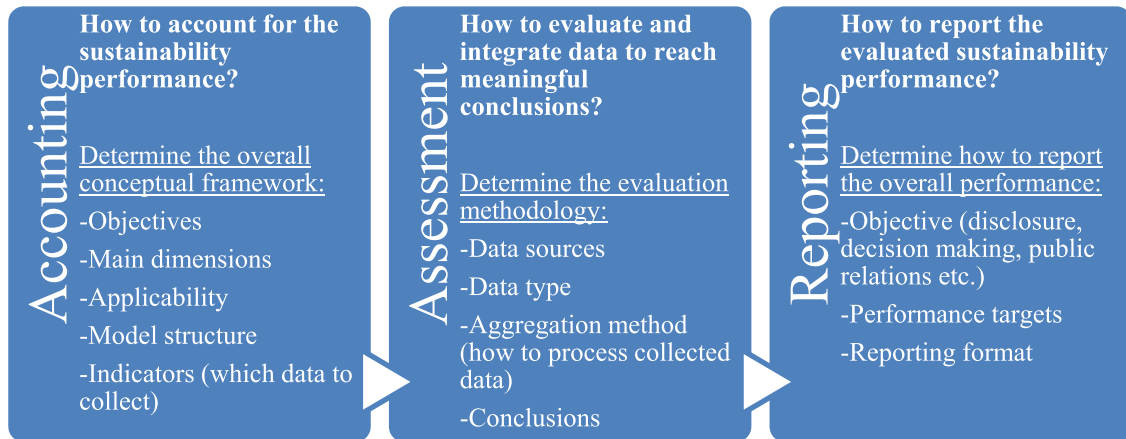 Accounting
How to account for the
sustainability
performance?
Determine the overall
conceptual framework:
-Objectives
-Main dimensions
-Applicability
-Model structure
-Indicators (which data to
collect)
Assessment
How to evaluate and
integrate data to reach
meaningful
conclusions?
Determine the evaluation
methodology:
-Data sources
-Data type
-Aggregation method
(how to process collected
data)
-Conclusions
Reporting
How to report the
evaluated sustainability
performance?
Determine how to report
the overall performance:
-Objective (disclosure,
decision making, public
relations etc.)
-Performance targets
-Reporting format